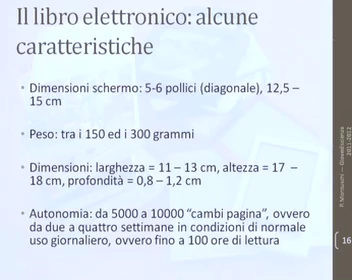 Il libro elettronico: alcune
caratteristiche
• Dimensioni schermo: 5-6 pollici (diagonale), 12,5 –
15 cm
• Peso: tra i 150 ed i 300 grammi
• Dimensioni: larghezza = 11 – 13 cm, altezza = 17 –
18 cm, profondità = 0,8 – 1,2 cm
• Autonomia: da 5000 a 10000 “cambi pagina”, ovvero
da due a quattro settimane in condizioni di normale
uso giornaliero, ovvero fino a 100 ore di lettura
2011-2012
16